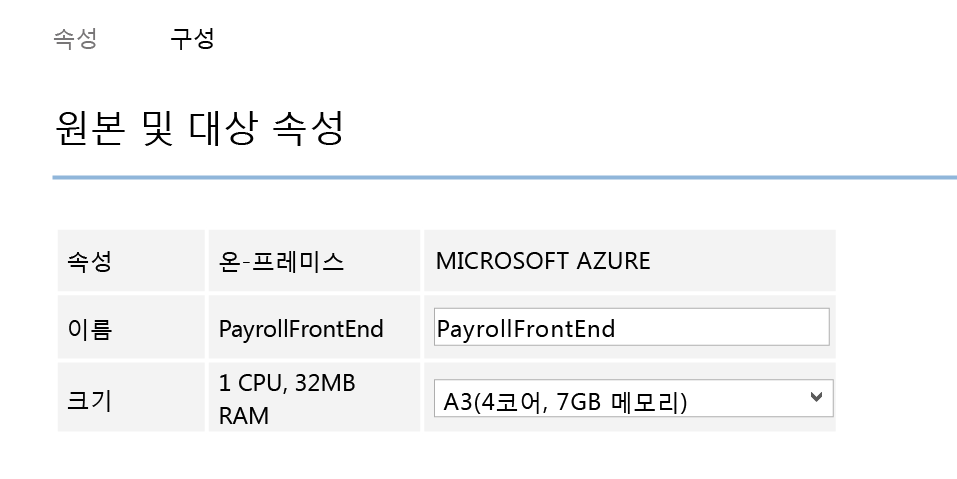 속성 구성
원본 및 대상 속성
속성 온-프레미스 MICROSOFT AZURE
이름 PayrollFrontEnd PayrollFrontEnd
크기 1 CPU, 32MB RAM A3(4코어, 7GB 메모리)